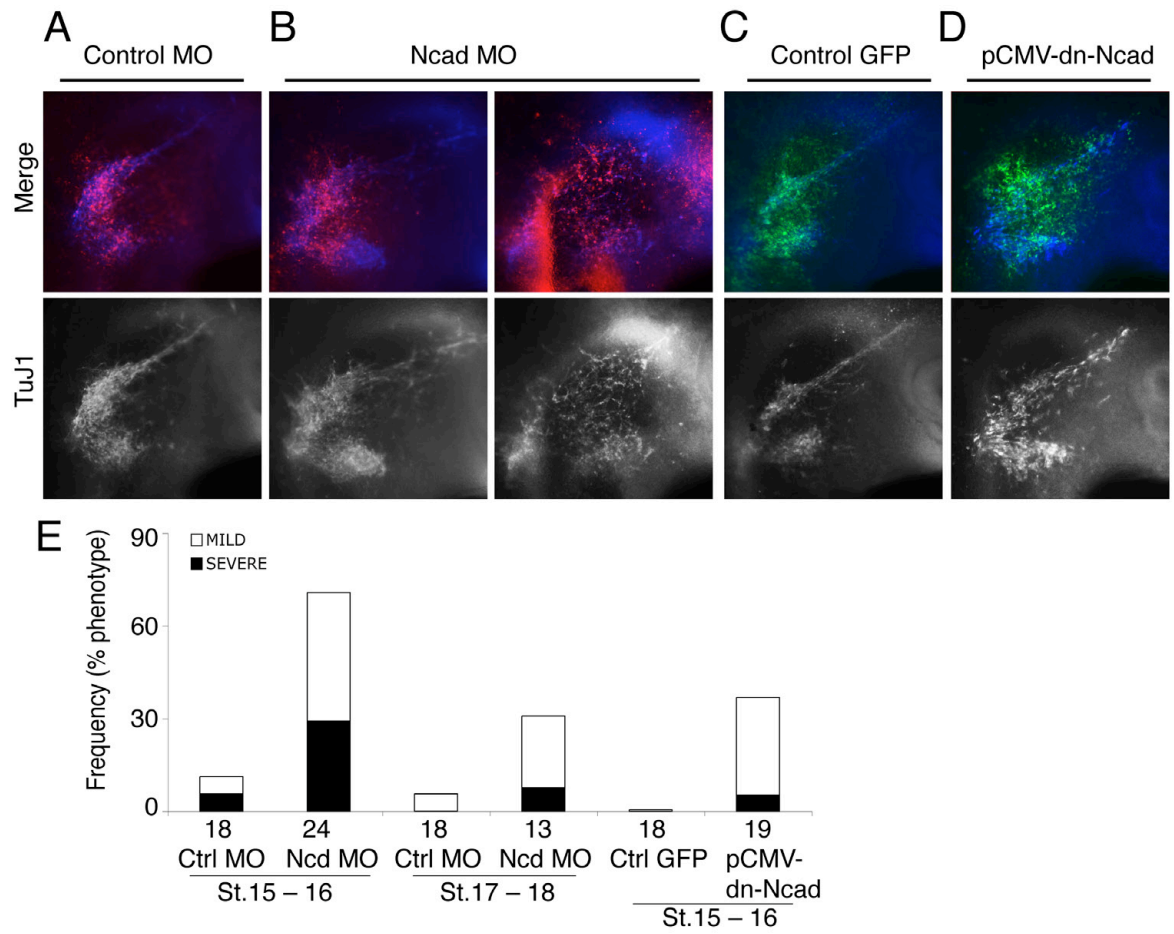 A B C D
Control MO Ncad MO Control GFP pCMV-dn-Ncad
Merge
TuJ1
E
Frequency (% phenotype)
90
60
30
0
MILD
SEVERE
18 24 18 13 18 19
Ctrl MO Ncd MO Ctrl MO Ncd MO Ctrl GFP pCMV-
dn-Ncad
St.15 – 16 St.17 – 18
St.15 – 16